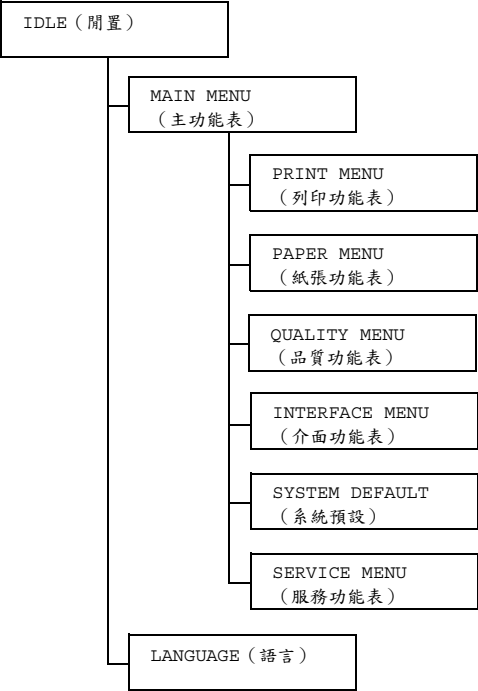 IDLE（閒置）
MAIN MENU
（主功能表）
PRINT MENU
（列印功能表）
PAPER MENU
（紙張功能表）
QUALITY MENU
（品質功能表）
INTERFACE MENU
（介面功能表）
SYSTEM DEFAULT
（系統預設）
SERVICE MENU
（服務功能表）
LANGUAGE（語言）